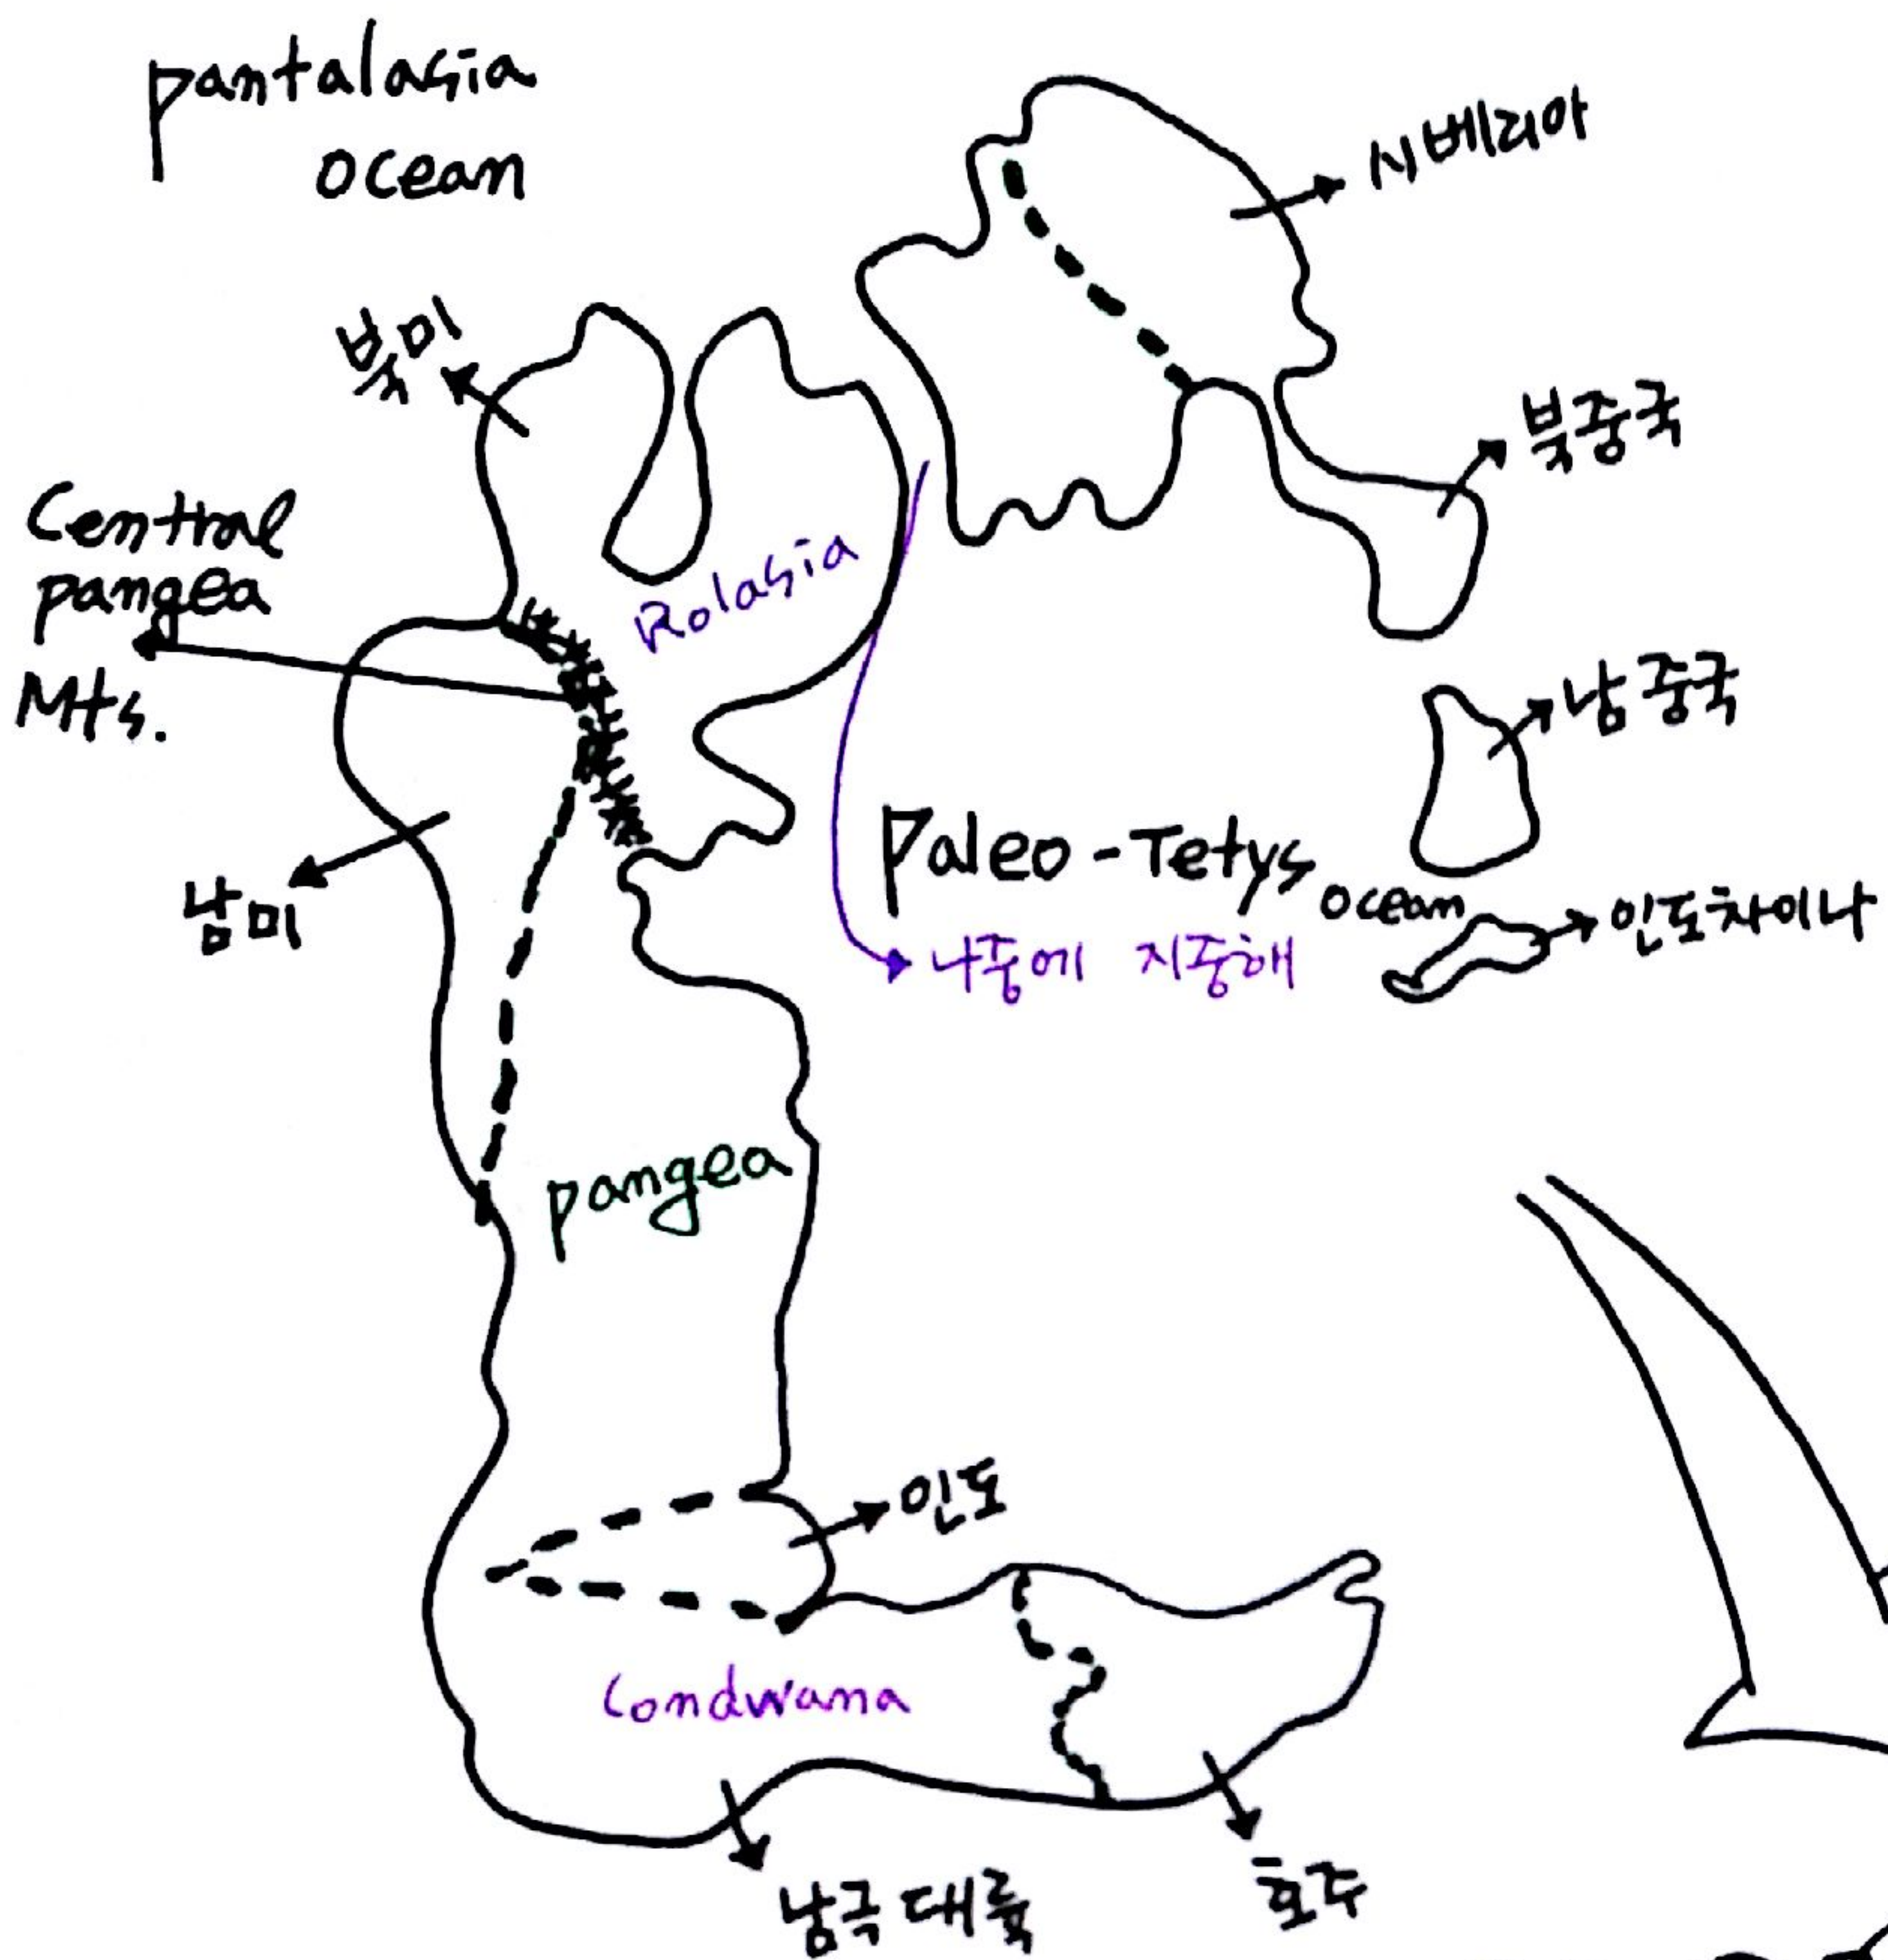 pantalasia
ocean
시베리아
북미
북중국
Central
pangea
Mts.
Rolasia
남중국
남미
Paleo-Tetys
ocean
인도차이나
나중에 지중해
pangea
인도
Condwana
남극 대륙
호주